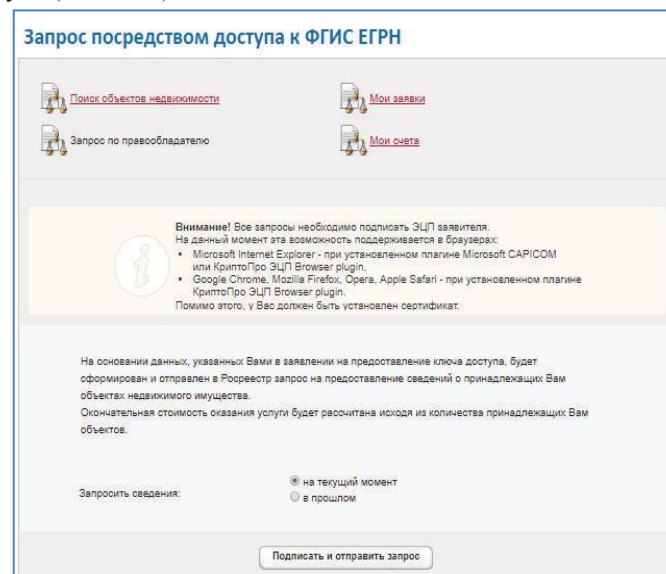 Запрос посредством доступа к ФГИС ЕГРН
Поиск объектов недвижимости
Мои заявки
Запрос по правообладателю
Мои счета
Внимание! Все запросы необходимо подписать ЭЦП заявителя.
На данный момент эта возможность поддерживается в браузерах:
• Microsoft Internet Explorer - при установленном плагине Microsoft CAPICOM
или КриптоПро ЭЦП Browser plugin,
• Google Chrome, Mozilla Firefox, Opera, Apple Safari - при установленном плагине
КриптоПро ЭЦП Browser plugin.
Помимо этого, у Вас должен быть установлен сертификат.
На основании данных, указанных Вами в заявлении на предоставление ключа доступа, будет
сформирован и отправлен в Росреестр запрос на предоставление сведений о принадлежащих Вам
объектах недвижимого имущества.
Окончательная стоимость оказания услуги будет рассчитана исходя из количества принадлежащих Вам
объектов.
Запросить сведения:
на текущий момент
в прошлом
Подписать и отправить запрос